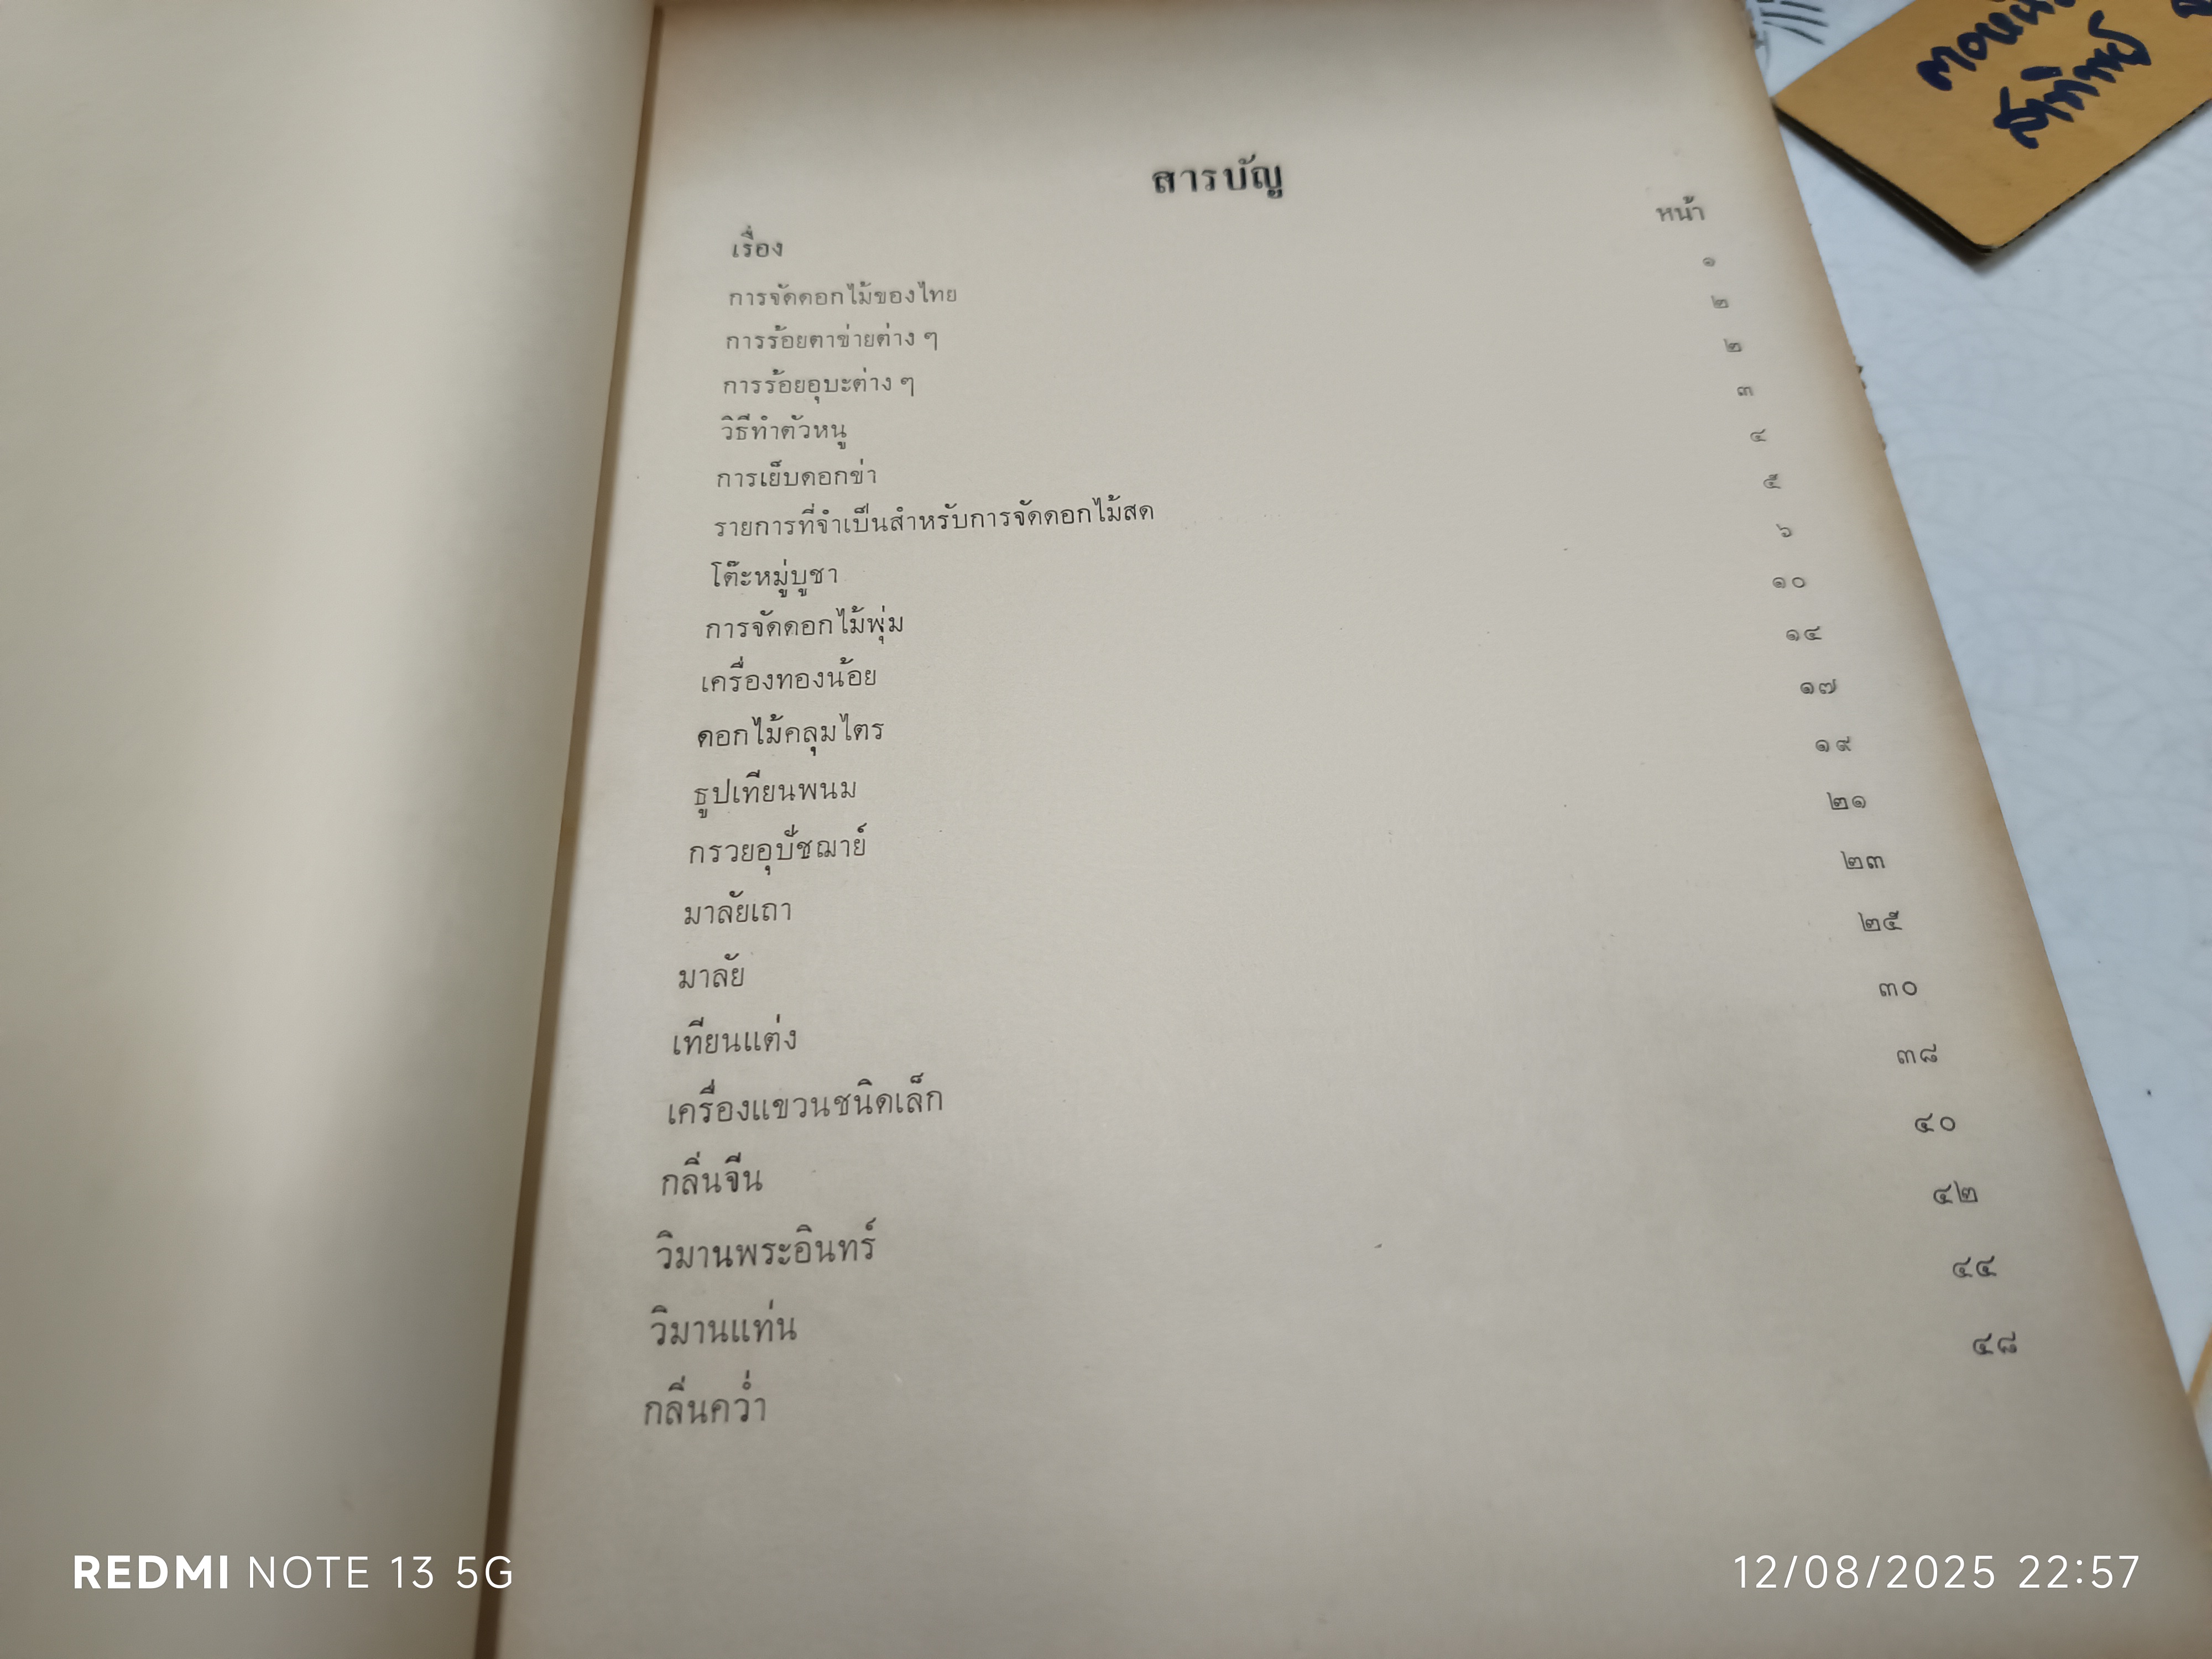 สารบัญ
เรื่อง หน้า
การจัดดอกไม้ของไทย ๑
การร้อยตาข่ายต่าง ๆ ๒
การร้อยอุบะต่าง ๆ ๒
วิธีทำตัวหนู ๓
การเย็บดอกข่า ๔
รายการที่จำเป็นสำหรับการจัดดอกไม้สด ๕
โต๊ะหมู่บูชา ๖
การจัดดอกไม้พุ่ม ๑๐
เครื่องทองน้อย ๑๔
ดอกไม้คลุมไตร ๑๗
ธูปเทียนพนม ๑๙
กรวยอุปัชฌาย์ ๒๑
มาลัยเถา ๒๓
มาลัย ๒๕
เทียนแต่ง ๓๐
เครื่องแขวนชนิดเล็ก ๓๘
กลิ่นจีน ๔๐
วิมานพระอินทร์ ๔๒
วิมานแท่น ๔๔
กลิ่นคว่ำ ๔๘
REDMI NOTE 13 5G
12/08/2025 22:57